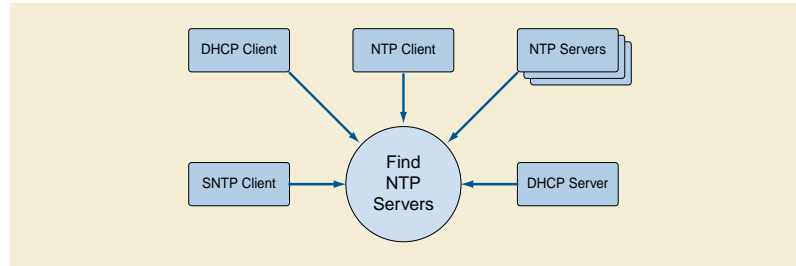 DHCP Client
NTP Client
NTP Servers
SNTP Client
Find
NTP
Servers
DHCP Server